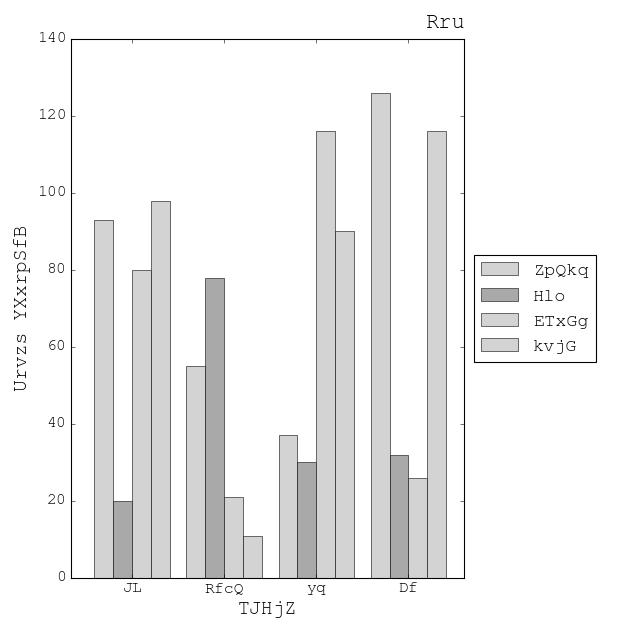 Rru
140
120
100
80
60
40
20
0
Urvzs YXxrpSfB
JL RfcQ yq Df
TJHjZ
ZpQkq
Hlo
ETxGg
kvjG